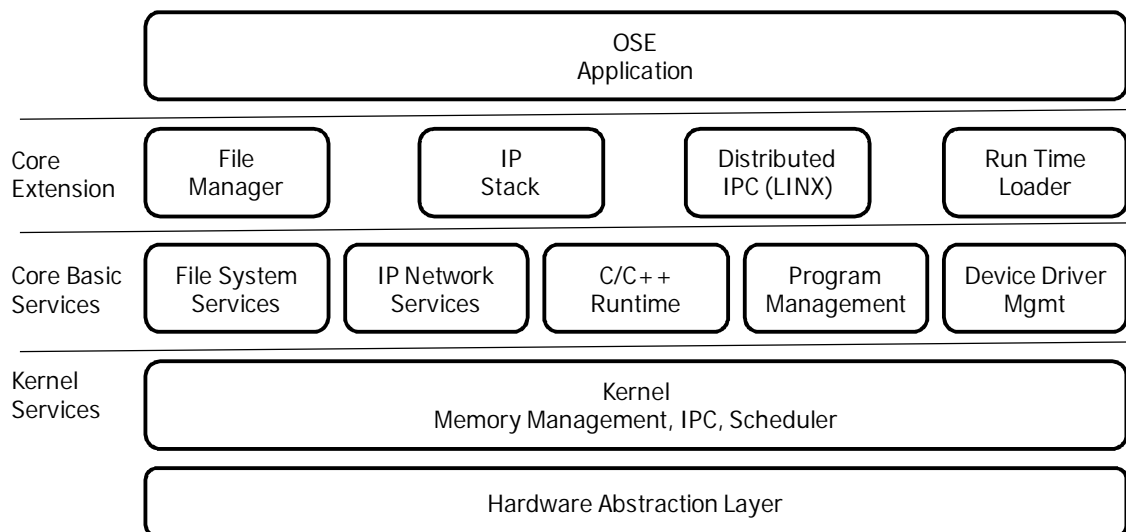 OSE
Application
Core
Extension
File
Manager
IP
Stack
Distributed
IPC (LINX)
Run Time
Loader
Core Basic
Services
File System
Services
IP Network
Services
C/C++
Runtime
Program
Management
Device Driver
Mgmt
Kernel
Services
Kernel
Memory Management, IPC, Scheduler
Hardware Abstraction Layer